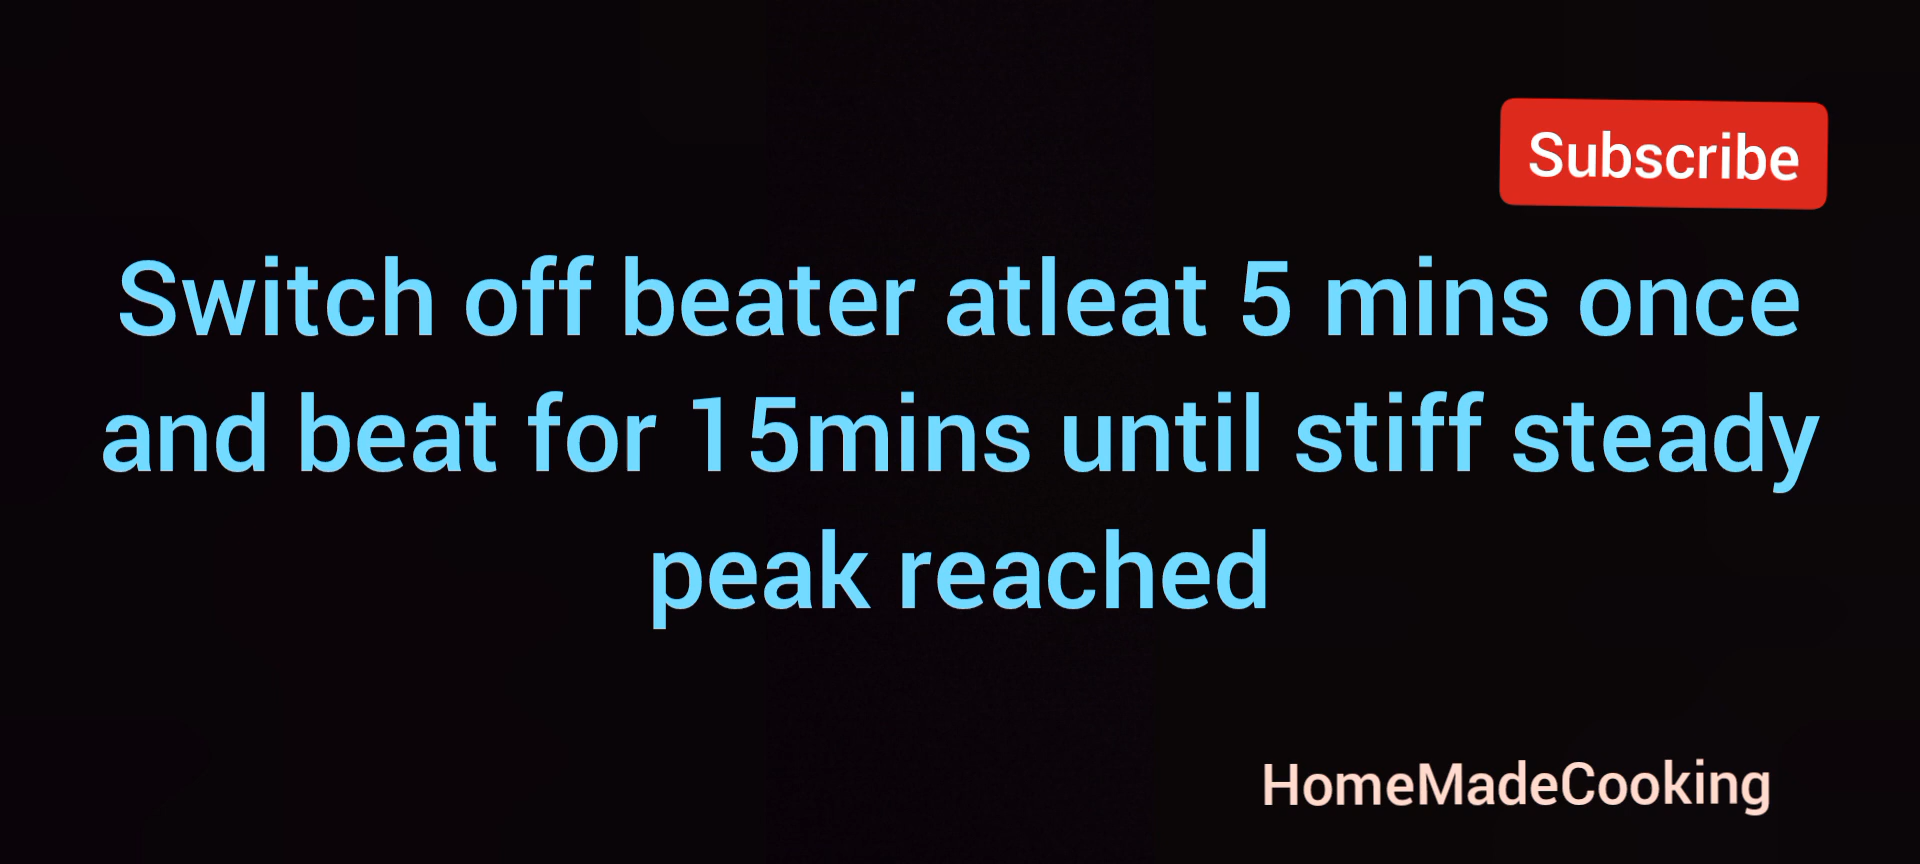 Subscribe
Switch off beater atleat 5 mins once
and beat for 15mins until stiff steady
peak reached
HomeMadeCooking